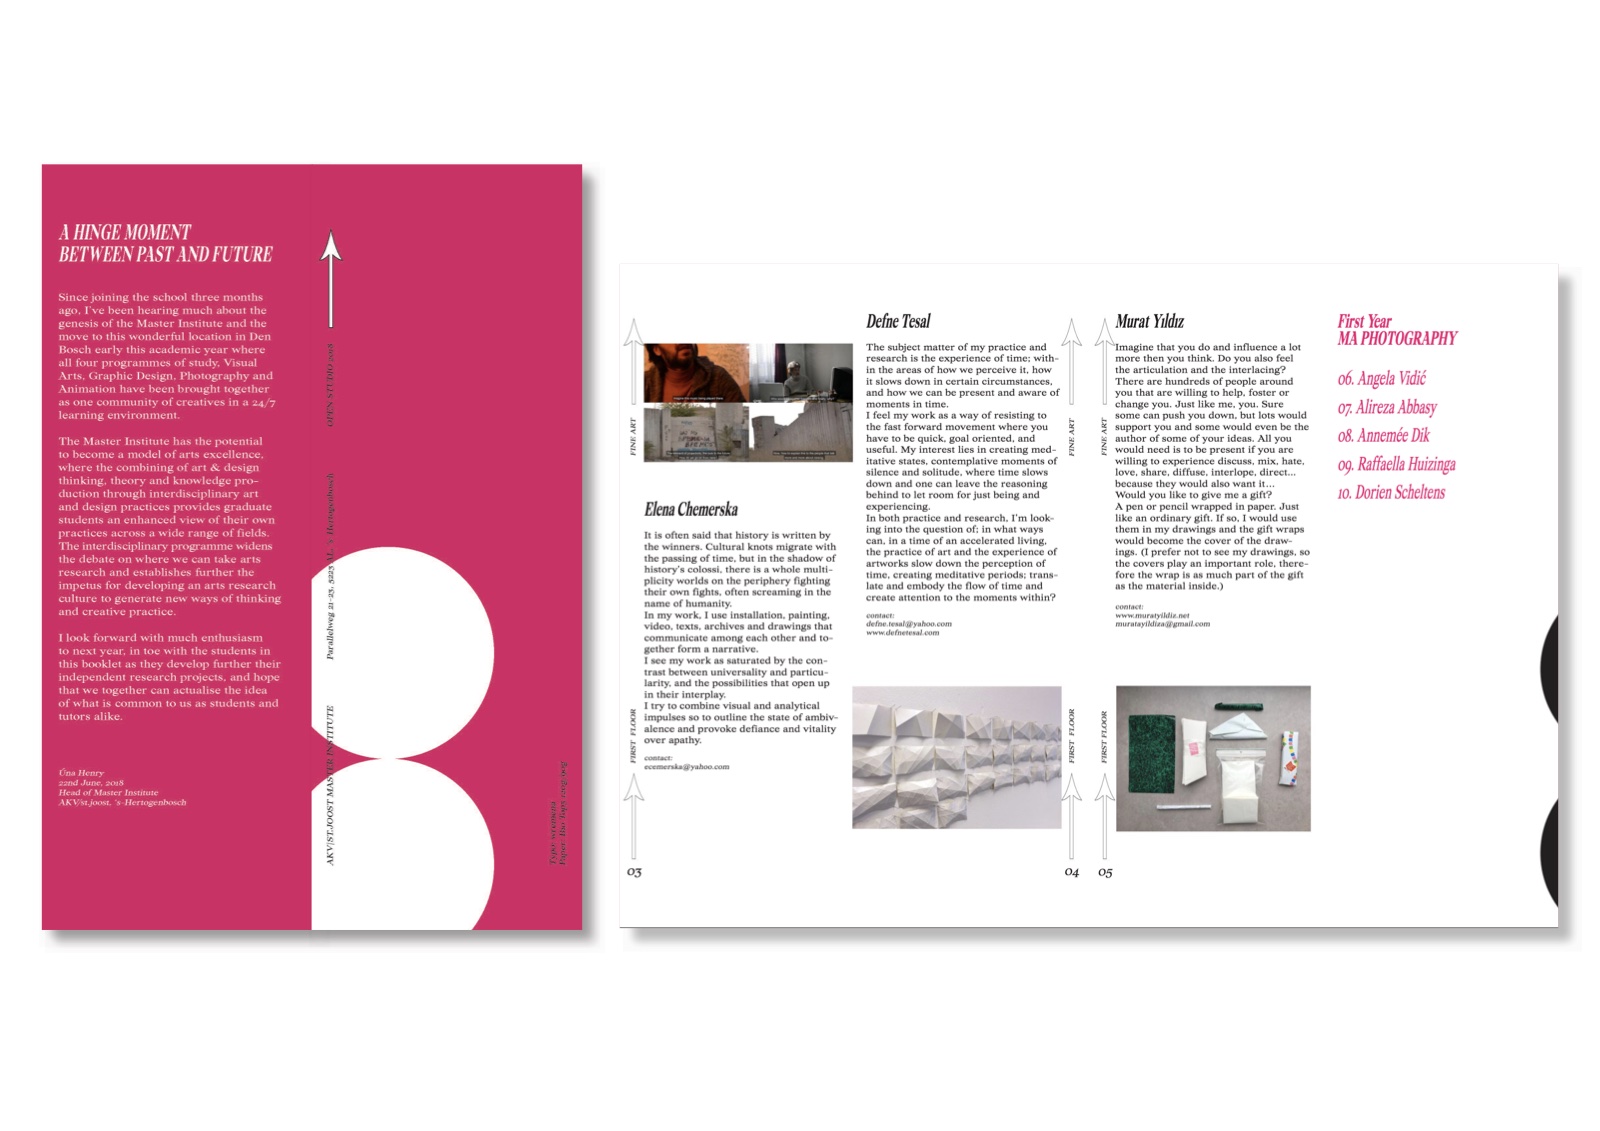 A HINGE MOMENT
BETWEEN PAST AND FUTURE
Since joining the school three months
ago, I've been hearing much about the
genesis of the Master Institute and the
move to this wonderful location in Den
Bosch early this academic year where
all four programmes of study, Visual
Arts, Graphic Design, Photography and
Animation have been brought together
as one community of creatives in a 24/7
learning environment.
The Master Institute has the potential
to become a model of arts excellence,
where the combining of art & design
thinking, theory and knowledge pro-
duction through interdisciplinary art
and design practices provides graduate
students an enhanced view of their own
practices across a wide range of fields.
The interdisciplinary programme widens
the debate on where we can take arts
research and establishes further the
impetus for developing an arts research
culture to generate new ways of thinking
and creative practice.
I look forward with much enthusiasm
to next year, in toe with the students in
this booklet as they develop further their
independent research projects, and hope
that we together can actualise the idea
of what is common to us as students and
tutors alike.
Úna Henry
22nd June, 2018
Head of Master Institute
AKV/st.joost, 's-Hertogenbosch
OPEN STUDIO 2018
Parallelweg 21-23, 5223 AL, 's-Hertogenbosch
AKV|ST.JOOST MASTER INSTITUTE
FINE ART
FIRST FLOOR
03
Elena Chemerska
It is often said that history is written by
the winners. Cultural knots migrate with
the passing of time, but in the shadow of
history's colossi, there is a whole multi-
plicity worlds on the periphery fighting
their own fights, often screaming in the
name of humanity.
In my work, I use installation, painting,
video, texts, archives and drawings that
communicate among each other and to-
gether form a narrative.
I see my work as saturated by the con-
trast between universality and particu-
larity, and the possibilities that open up
in their interplay.
I try to combine visual and analytical
impulses so to outline the state of ambiv-
alence and provoke defiance and vitality
over apathy.
contact:
ecemerska@yahoo.com
Defne Tesal
The subject matter of my practice and
research is the experience of time; with-
in the areas of how we perceive it, how
it slows down in certain circumstances,
and how we can be present and aware of
moments in time.
I feel my work as a way of resisting to
the fast forward movement where you
have to be quick, goal oriented, and
useful. My interest lies in creating med-
itative states, contemplative moments of
silence and solitude, where time slows
down and one can leave the reasoning
behind to let room for just being and
experiencing.
In both practice and research, I'm look-
ing into the question of; in what ways
can, in a time of an accelerated living,
the practice of art and the experience of
artworks slow down the perception of
time, creating meditative periods; trans-
late and embody the flow of time and
create attention to the moments within?
contact:
defne.tesal@yahoo.com
www.defnetesal.com
FINE ART
FIRST FLOOR
04
FINE ART
FIRST FLOOR
05
Murat Yıldız
Imagine that you do and influence a lot
more then you think. Do you also feel
the articulation and the interlacing?
There are hundreds of people around
you that are willing to help, foster or
change you. Just like me, you. Sure
some can push you down, but lots would
support you and some would even be the
author of some of your ideas. All you
would need is to be present if you are
willing to experience discuss, mix, hate,
love, share, diffuse, interlope, direct...
because they would also want it...
Would you like to give me a gift?
A pen or pencil wrapped in paper. Just
like an ordinary gift. If so, I would use
them in my drawings and the gift wraps
would become the cover of the draw-
ings. (I prefer not to see my drawings, so
the covers play an important role, there-
fore the wrap is as much part of the gift
as the material inside.)
contact:
www.muratyildiz.net
muratayildiza@gmail.com
First Year
MA PHOTOGRAPHY
06. Angela Vidić
07. Alireza Abbasy
08. Annemée Dik
09. Raffaella Huizinga
10. Dorien Scheltens